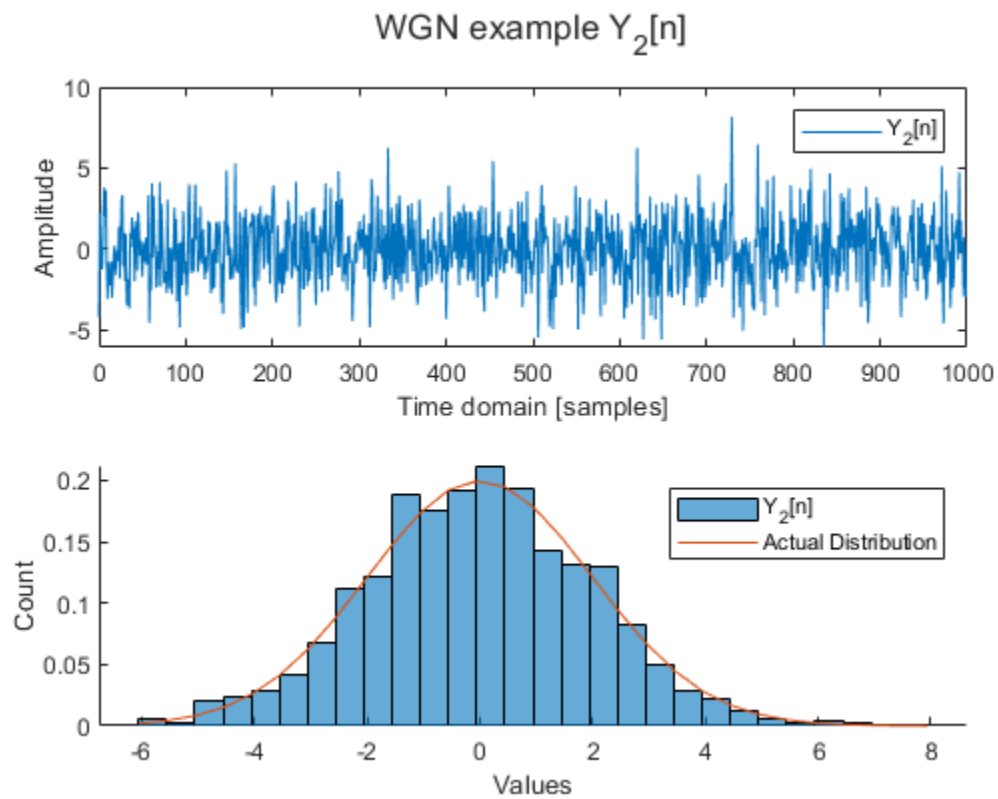 WGN example Y2[n]
10
5
0
-5
Amplitude
Y2[n]
0 100 200 300 400 500 600 700 800 900 1000
Time domain [samples]
0.2
0.15
0.1
0.05
0
Count
Y2[n]
Actual Distribution
-6 -4 -2 0 2 4 6 8
Values